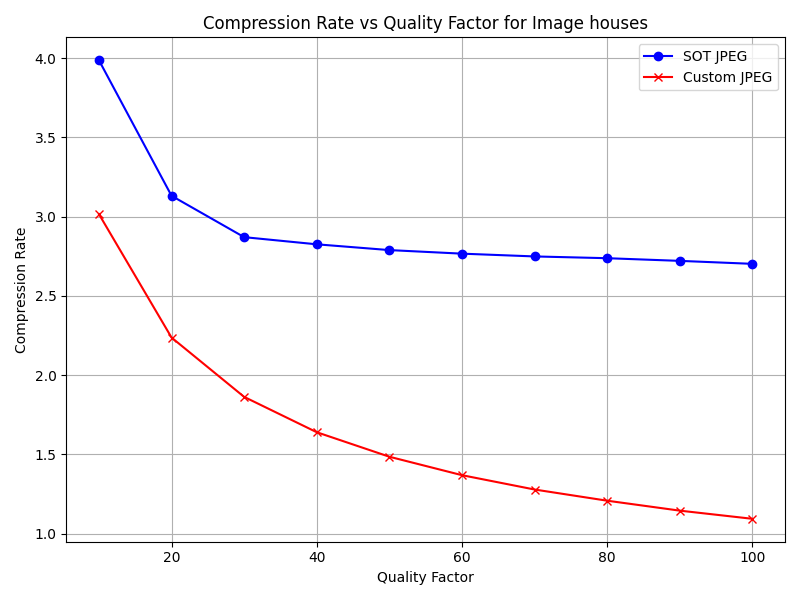 Compression Rate vs Quality Factor for Image houses
SOT JPEG
Custom JPEG
Compression Rate
4.0
3.5
3.0
2.5
2.0
1.5
1.0
20 40 60 80 100
Quality Factor